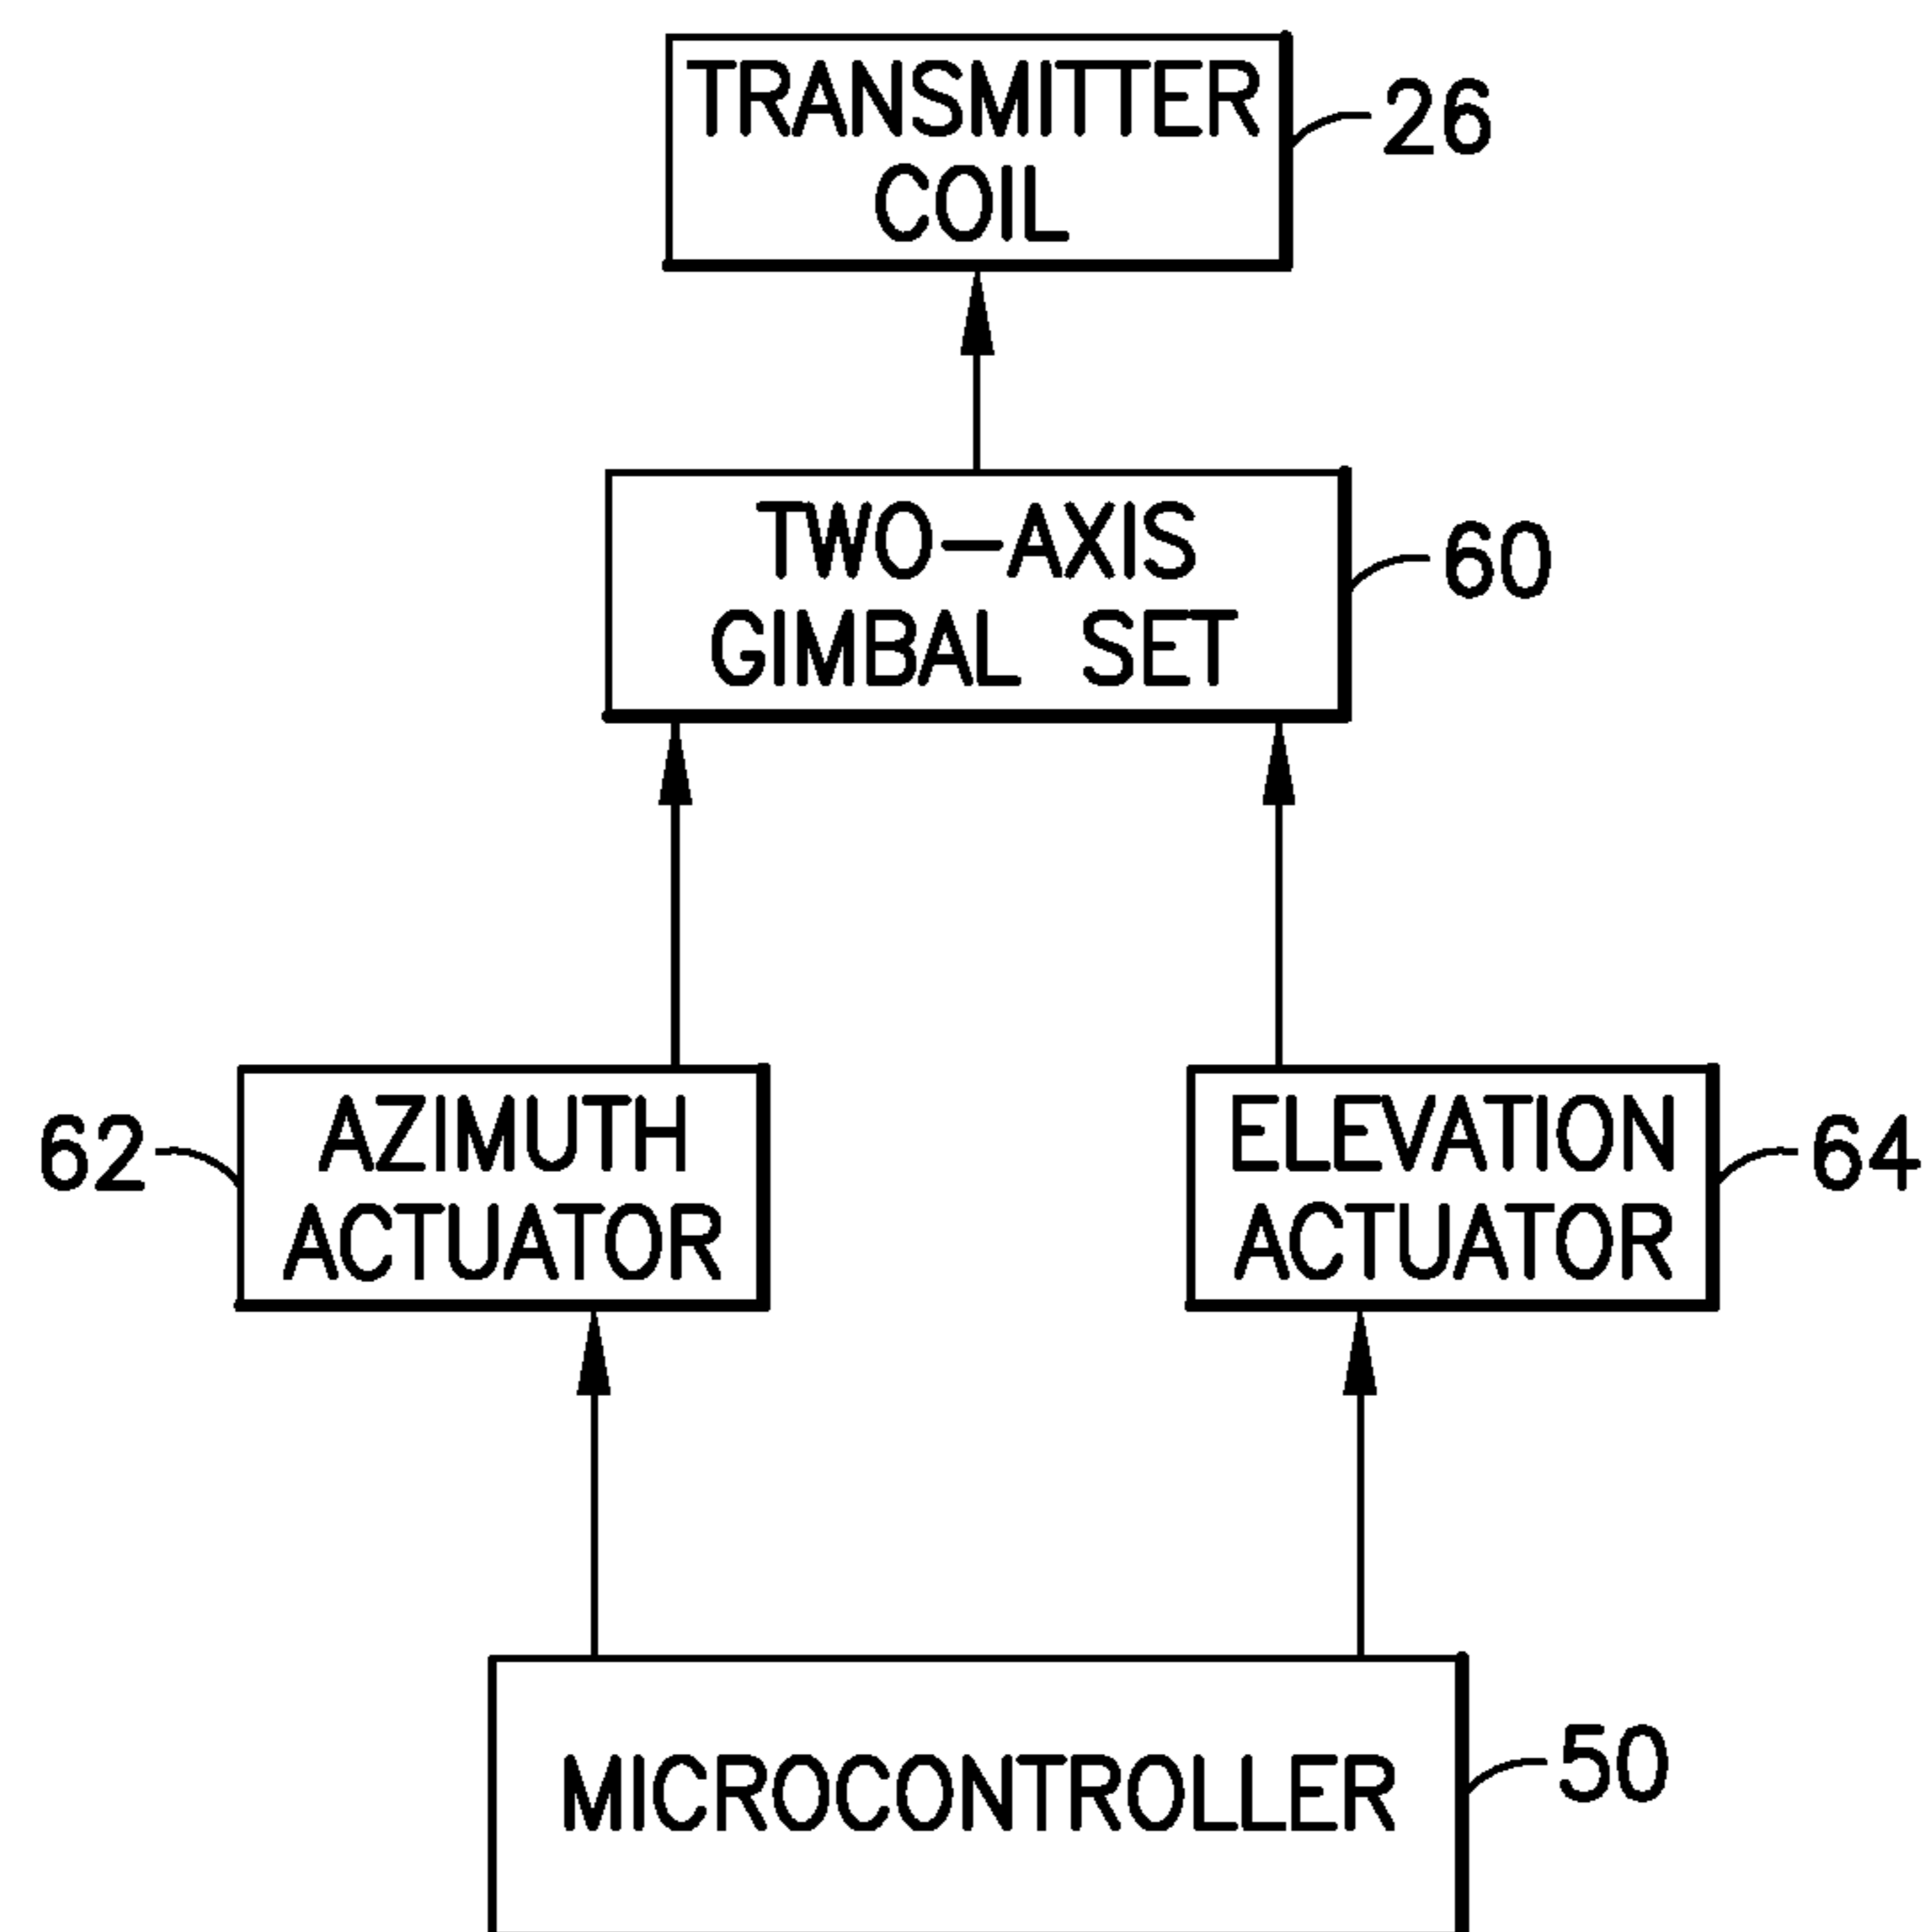 TRANSMITTER
COIL
26
TWO-AXIS
GIMBAL SET
60
62
AZIMUTH
ACTUATOR
ELEVATION
ACTUATOR
64
MICROCONTROLLER
50